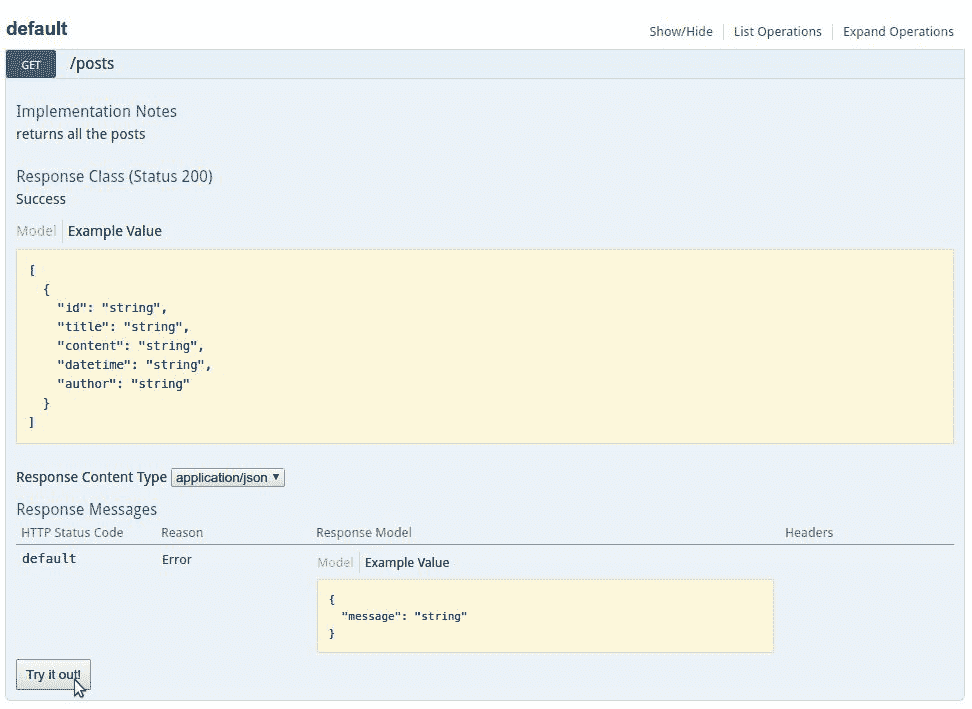 default
Show/Hide List Operations Expand Operations
GET /posts
Implementation Notes
returns all the posts
Response Class (Status 200)
Success
Model Example Value
[
{
"id": "string",
"title": "string",
"content": "string",
"datetime": "string",
"author": "string"
}
]
Response Content Type application/json
Response Messages
HTTP Status Code Reason Response Model Headers
default Error Model Example Value
{
"message": "string"
}
Try it out!